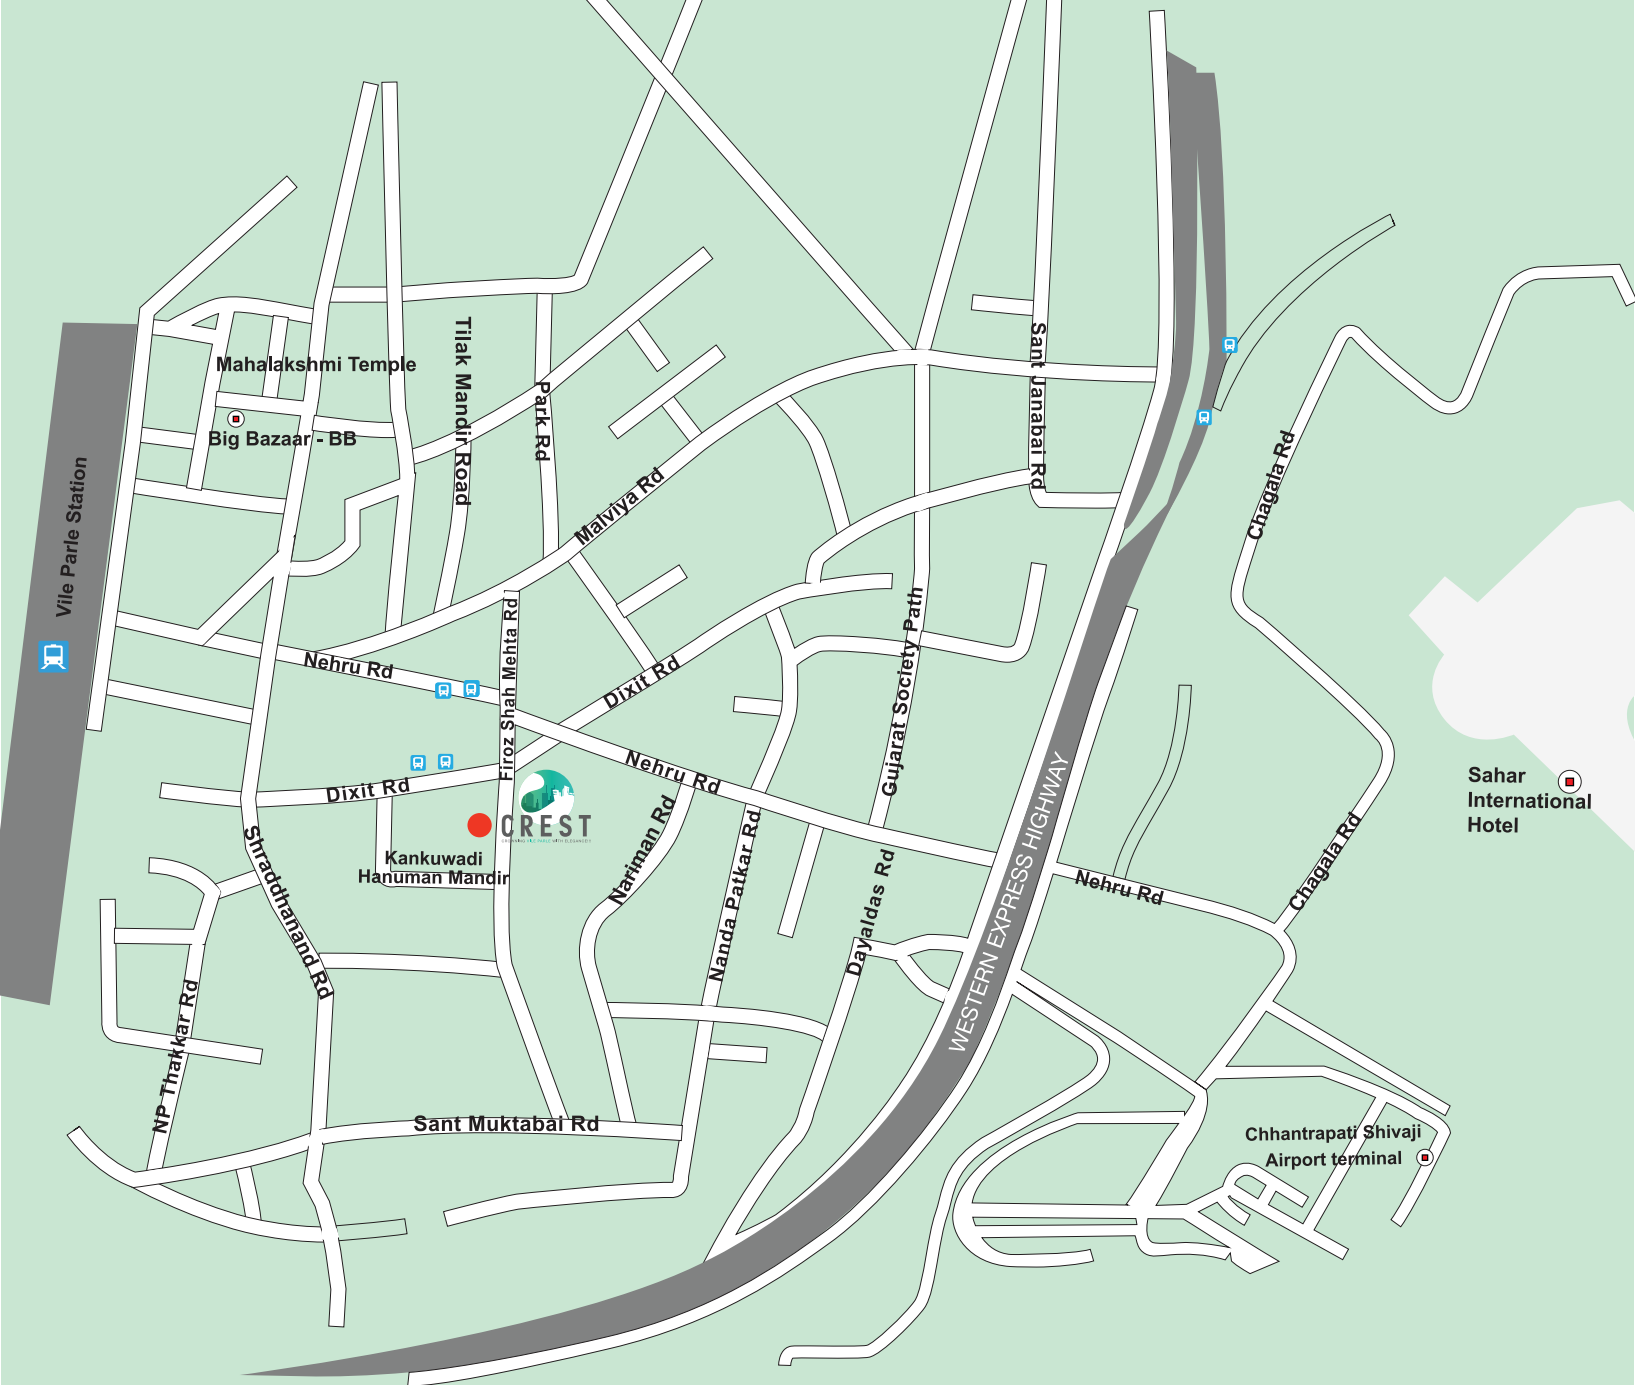 Tilak Mandir Road
Mahalakshmi Temple
Sant Janabai Rd
Park Rd
Big Bazaar - BB
Chagala Rd
Vile Parle Station
Malviya Rd
Nehru Rd
Firoz Shah Mehta Rd
Dixit Rd
Gujarat Society Path
Nehru Rd
Dixit Rd
WESTERN EXPRESS HIGHWAY
Sahar
International
Hotel
CREST
Nariman Rd
Kankuwadi
Hanuman Mandir
Shraddhanand Rd
Nanda Patkar Rd
Dayaldas Rd
Nehru Rd
Chagala Rd
NP Thakkar Rd
Sant Muktabai Rd
Chhantrapati Shivaji
Airport terminal